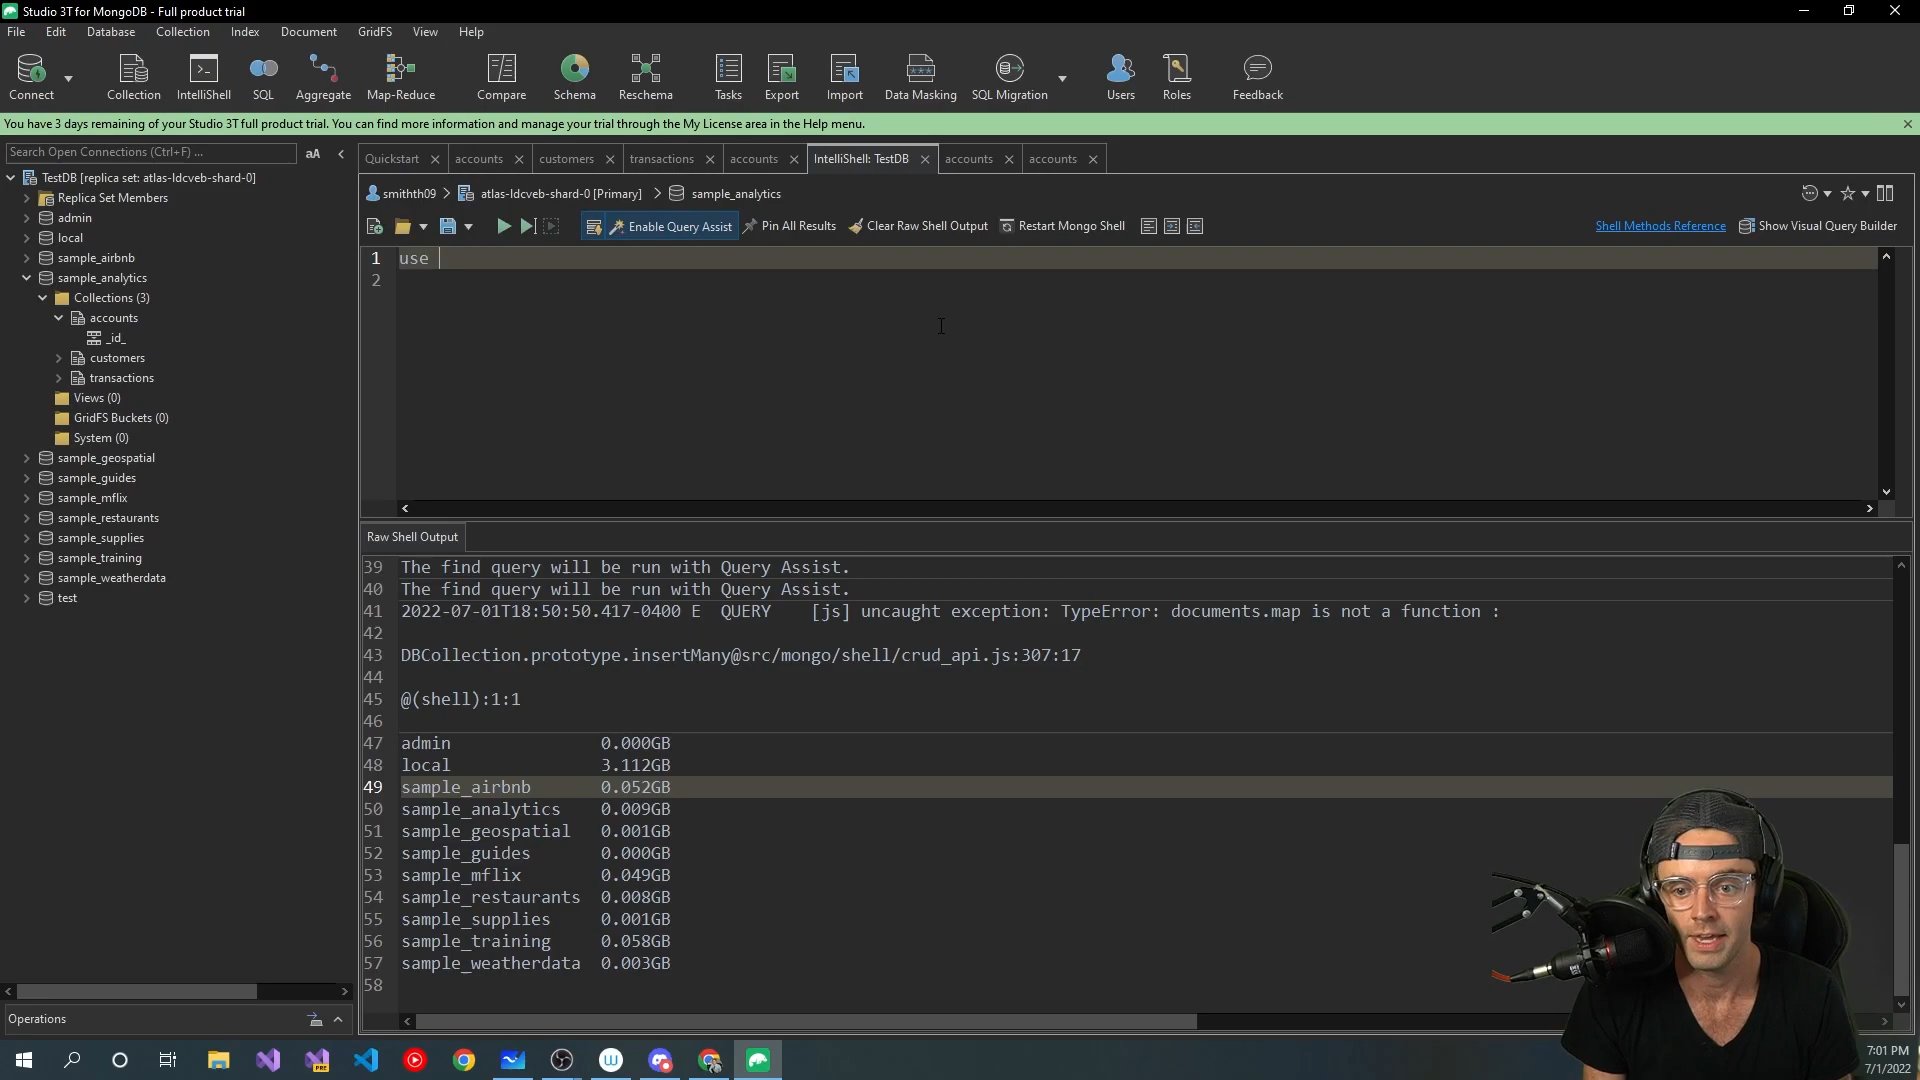 Studio 3T for MongoDB - Full product trial
File Edit Database Collection Index Document GridFS View Help
Connect Collection IntelliShell SQL Aggregate Map-Reduce Compare Schema Reschema Tasks Export Import Data Masking SQL Migration Users Roles Feedback
You have 3 days remaining of your Studio 3T full product trial. You can find more information and manage your trial through the My License area in the Help menu.
Search Open Connections (Ctrl+F) ... aA
TestDB [replica set: atlas-ldcveb-shard-0]
Replica Set Members
admin
local
sample_airbnb
sample_analytics
Collections (3)
accounts
_id_
customers
transactions
Views (0)
GridFS Buckets (0)
System (0)
sample_geospatial
sample_guides
sample_mflix
sample_restaurants
sample_supplies
sample_training
sample_weatherdata
test
Operations
Quickstart accounts customers transactions accounts IntelliShell: TestDB accounts accounts
smithth09 atlas-ldcveb-shard-0 [Primary] sample_analytics
Enable Query Assist Pin All Results Clear Raw Shell Output Restart Mongo Shell Shell Methods Reference Show Visual Query Builder
1 use
2
Raw Shell Output
39 The find query will be run with Query Assist.
40 The find query will be run with Query Assist.
41 2022-07-01T18:50:50.417-0400 E QUERY [js] uncaught exception: TypeError: documents.map is not a function :
42
43 DBCollection.prototype.insertMany@src/mongo/shell/crud_api.js:307:17
44
45 @(shell):1:1
46
47 admin 0.000GB
48 local 3.112GB
49 sample_airbnb 0.052GB
50 sample_analytics 0.009GB
51 sample_geospatial 0.001GB
52 sample_guides 0.000GB
53 sample_mflix 0.049GB
54 sample_restaurants 0.008GB
55 sample_supplies 0.001GB
56 sample_training 0.058GB
57 sample_weatherdata 0.003GB
58
7:01 PM
7/1/2022